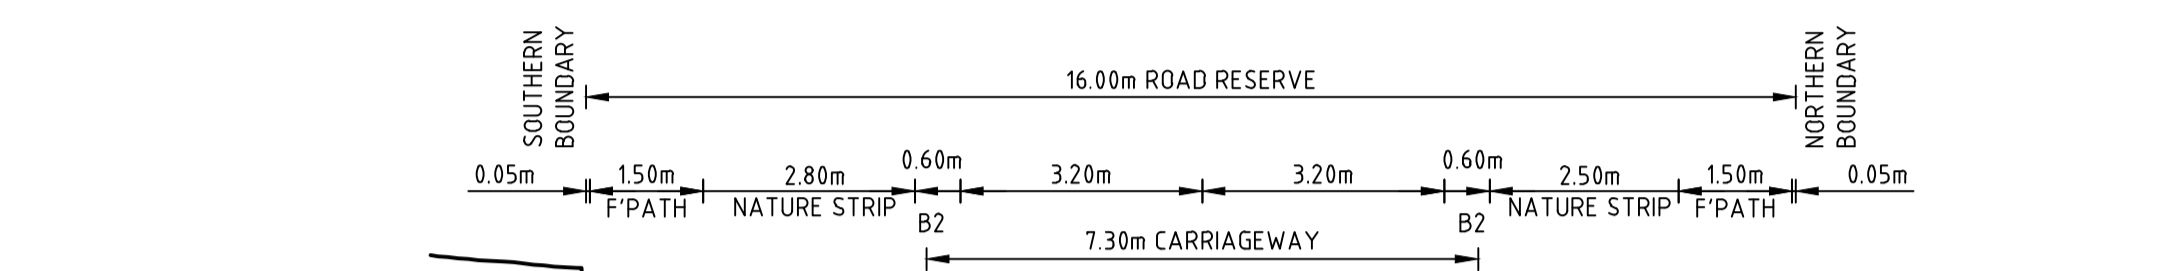 SOUTHERN
BOUNDARY
16.00m ROAD RESERVE
NORTHERN
BOUNDARY
0.05m
1.50m
2.80m
0.60m
3.20m
3.20m
0.60m
2.50m
1.50m
0.05m
F'PATH
NATURE STRIP
B2
B2
NATURE STRIP
F'PATH
7.30m CARRIAGEWAY